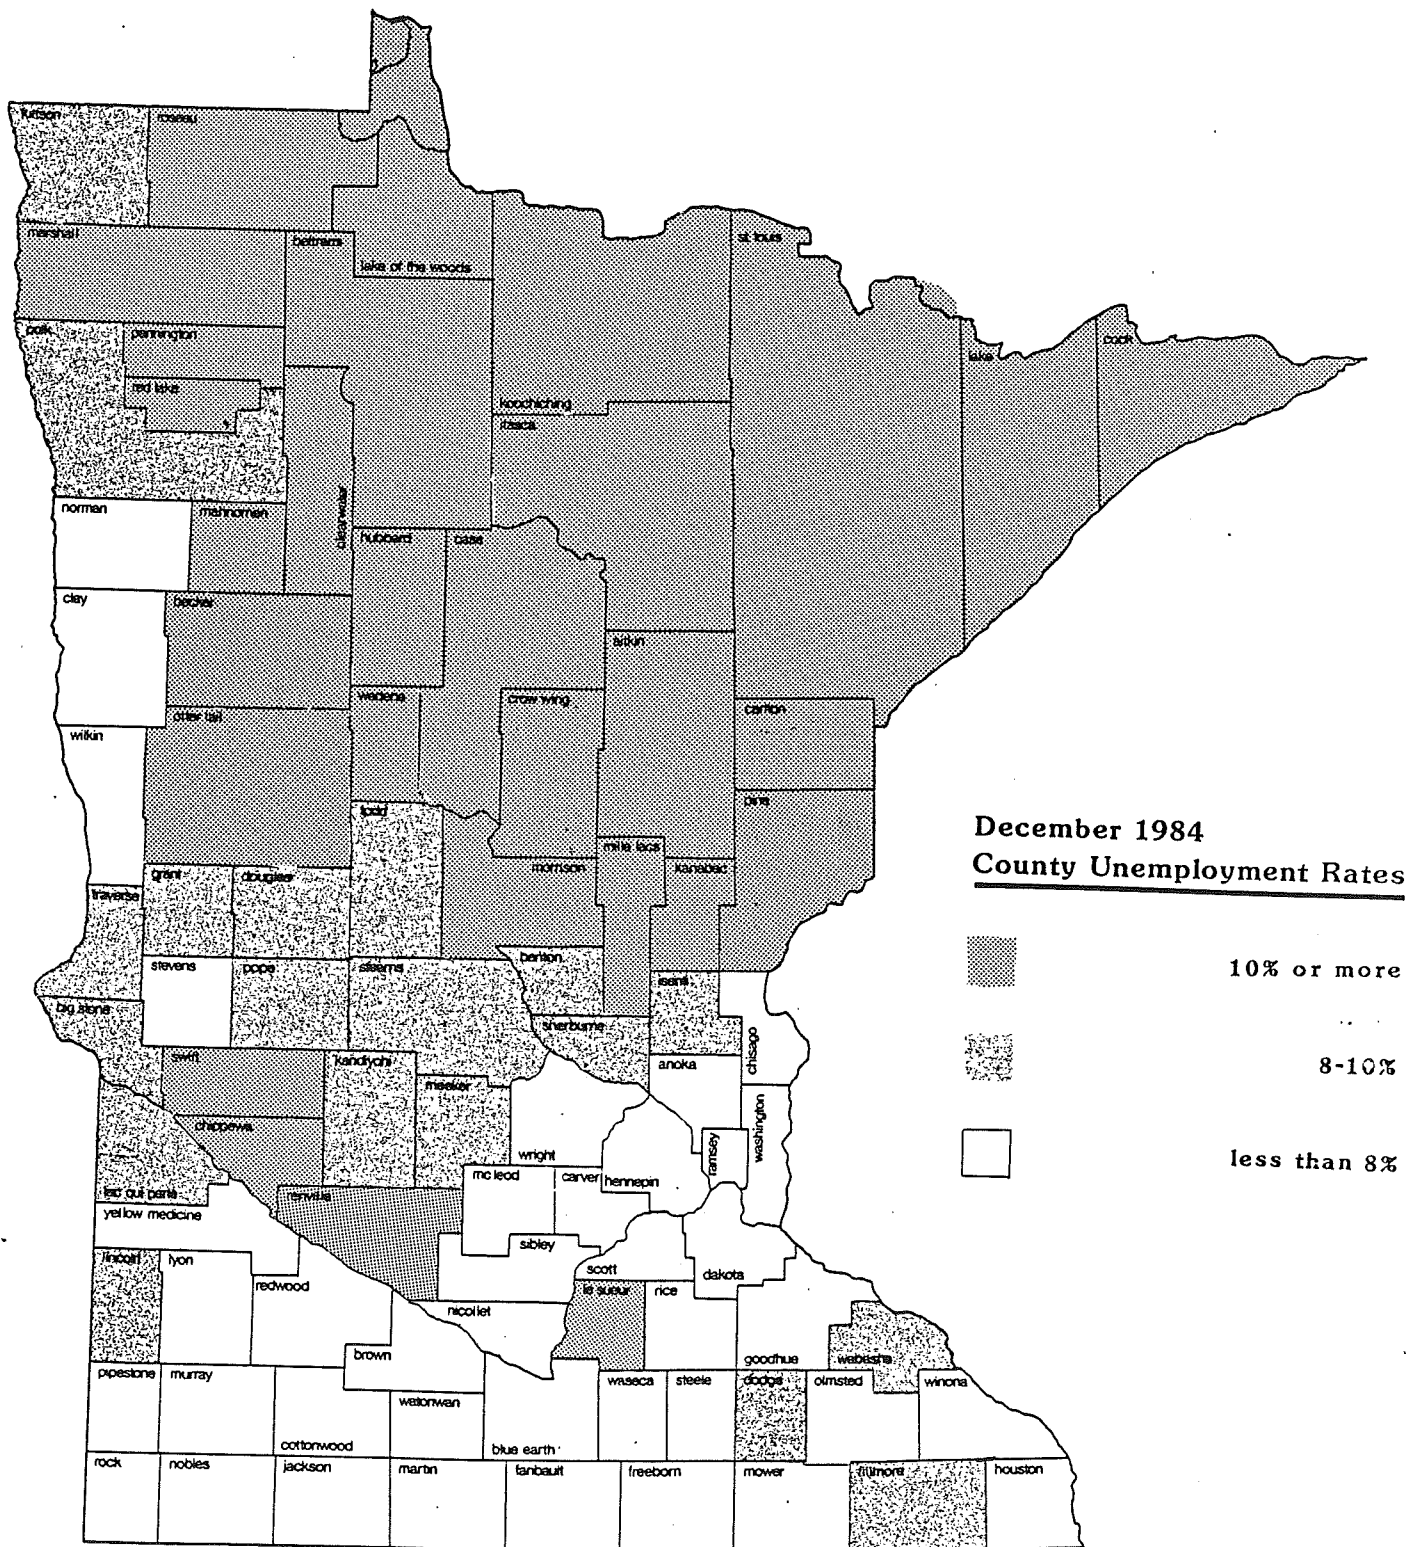 kittson
roseau
marshall
beltrami
lake of the woods
st. louis
polk
pennington
cook
lake
red lake
koochiching
itasca
norman
mahnomen
clearwater
hubbard
cass
clay
becker
aitkin
wadena
crow wing
carlton
otter tail
wilkin
pine
todd
December 1984
County Unemployment Rates
mille lacs
morrison
kanabec
grant
douglas
traverse
stevens
pope
stearns
benton
isanti
10% or more
big stone
sherburne
chisago
swift
kandiyohi
anoka
8-10%
meeker
chippewa
washington
ramsey
wright
less than 8%
mc leod
carver
hennepin
lac qui parle
renville
yellow medicine
sibley
lincoln
lyon
scott
dakota
redwood
le sueur
rice
nicollet
brown
goodhue
wabasha
pipestone
murray
waseca
steele
dodge
olmsted
winona
watonwan
cottonwood
blue earth
rock
nobles
jackson
martin
faribault
freeborn
mower
fillmore
houston